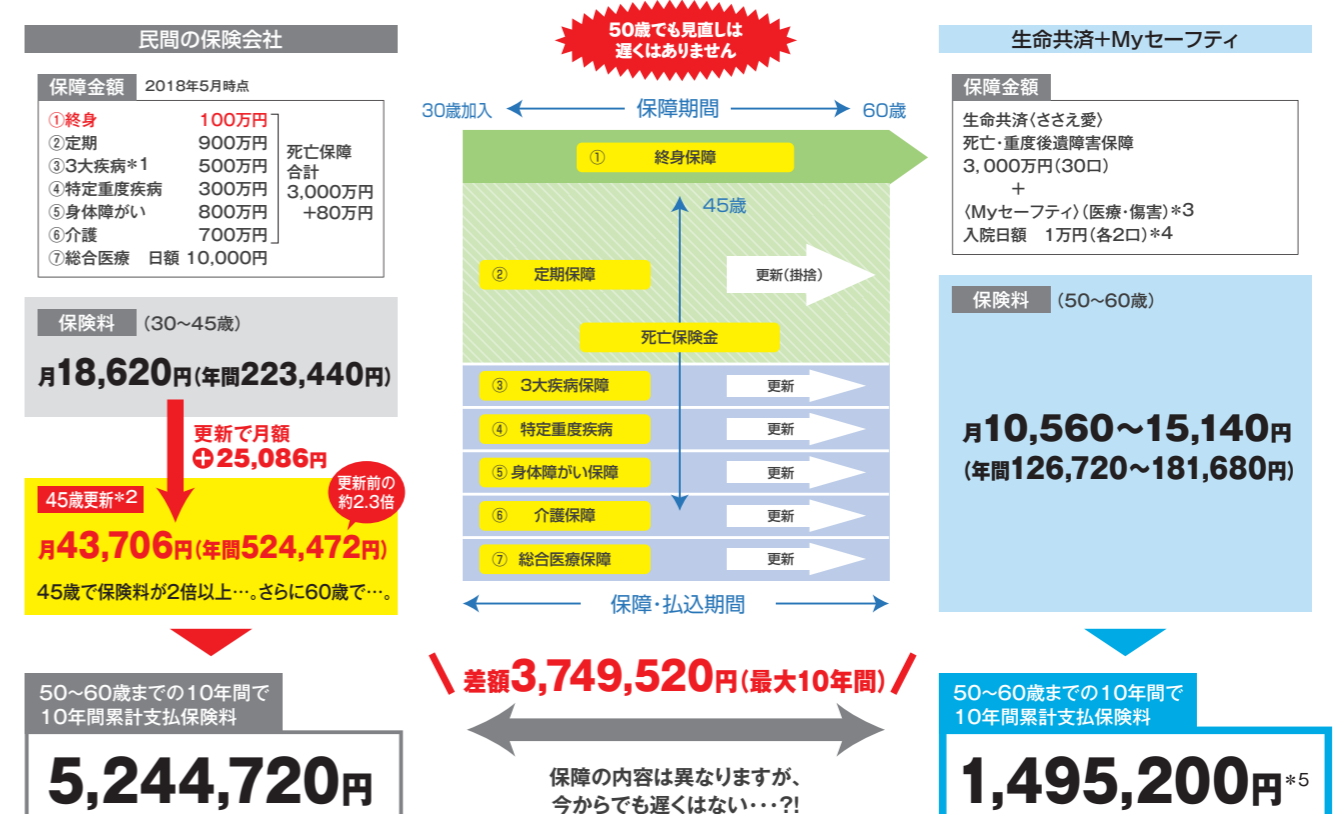 民間の保険会社
保障金額 2018年5月時点
①終身 100万円
②定期 900万円
③3大疾病*1 500万円
④特定重度疾病 300万円
⑤身体障がい 800万円
⑥介護 700万円
⑦総合医療 日額 10,000円
死亡保障
合計
3,000万円
+80万円
保険料 (30〜45歳)
月18,620円(年間223,440円)
更新で月額
+25,086円
更新前の
約2.3倍
45歳更新*2
月43,706円(年間524,472円)
45歳で保険料が2倍以上…。さらに60歳で…。
50〜60歳までの10年間で
10年間累計支払保険料
5,244,720円
50歳でも見直しは
遅くはありません
30歳加入 保障期間 60歳
① 終身保障
45歳
② 定期保障 更新(掛捨)
死亡保険金
③ 3大疾病保障 更新
④ 特定重度疾病 更新
⑤ 身体障がい保障 更新
⑥ 介護保障 更新
⑦ 総合医療保障 更新
保障・払込期間
差額3,749,520円(最大10年間)
保障の内容は異なりますが、
今からでも遅くはない・・・?!
生命共済+Myセーフティ
保障金額
生命共済〈ささえ愛〉
死亡・重度後遺障害保障
3,000万円(30口)
+
〈Myセーフティ〉(医療・傷害)*3
入院日額 1万円(各2口)*4
保険料 (50〜60歳)
月10,560〜15,140円
(年間126,720〜181,680円)
50〜60歳までの10年間で
10年間累計支払保険料
1,495,200円*5